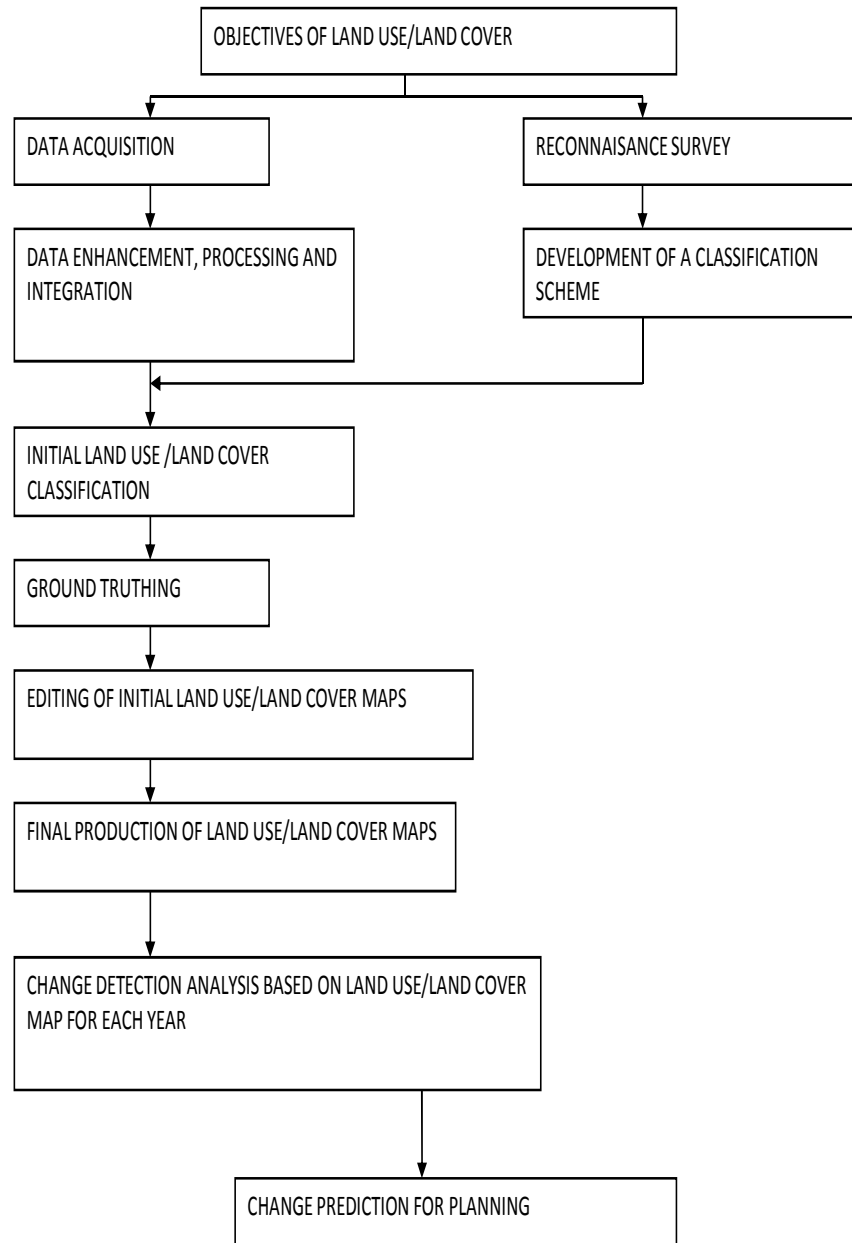 OBJECTIVES OF LAND USE/LAND COVER
DATA ACQUISITION
RECONNAISANCE SURVEY
DATA ENHANCEMENT, PROCESSING AND
INTEGRATION
DEVELOPMENT OF A CLASSIFICATION
SCHEME
INITIAL LAND USE /LAND COVER
CLASSIFICATION
GROUND TRUTHING
EDITING OF INITIAL LAND USE/LAND COVER MAPS
FINAL PRODUCTION OF LAND USE/LAND COVER MAPS
CHANGE DETECTION ANALYSIS BASED ON LAND USE/LAND COVER
MAP FOR EACH YEAR
CHANGE PREDICTION FOR PLANNING